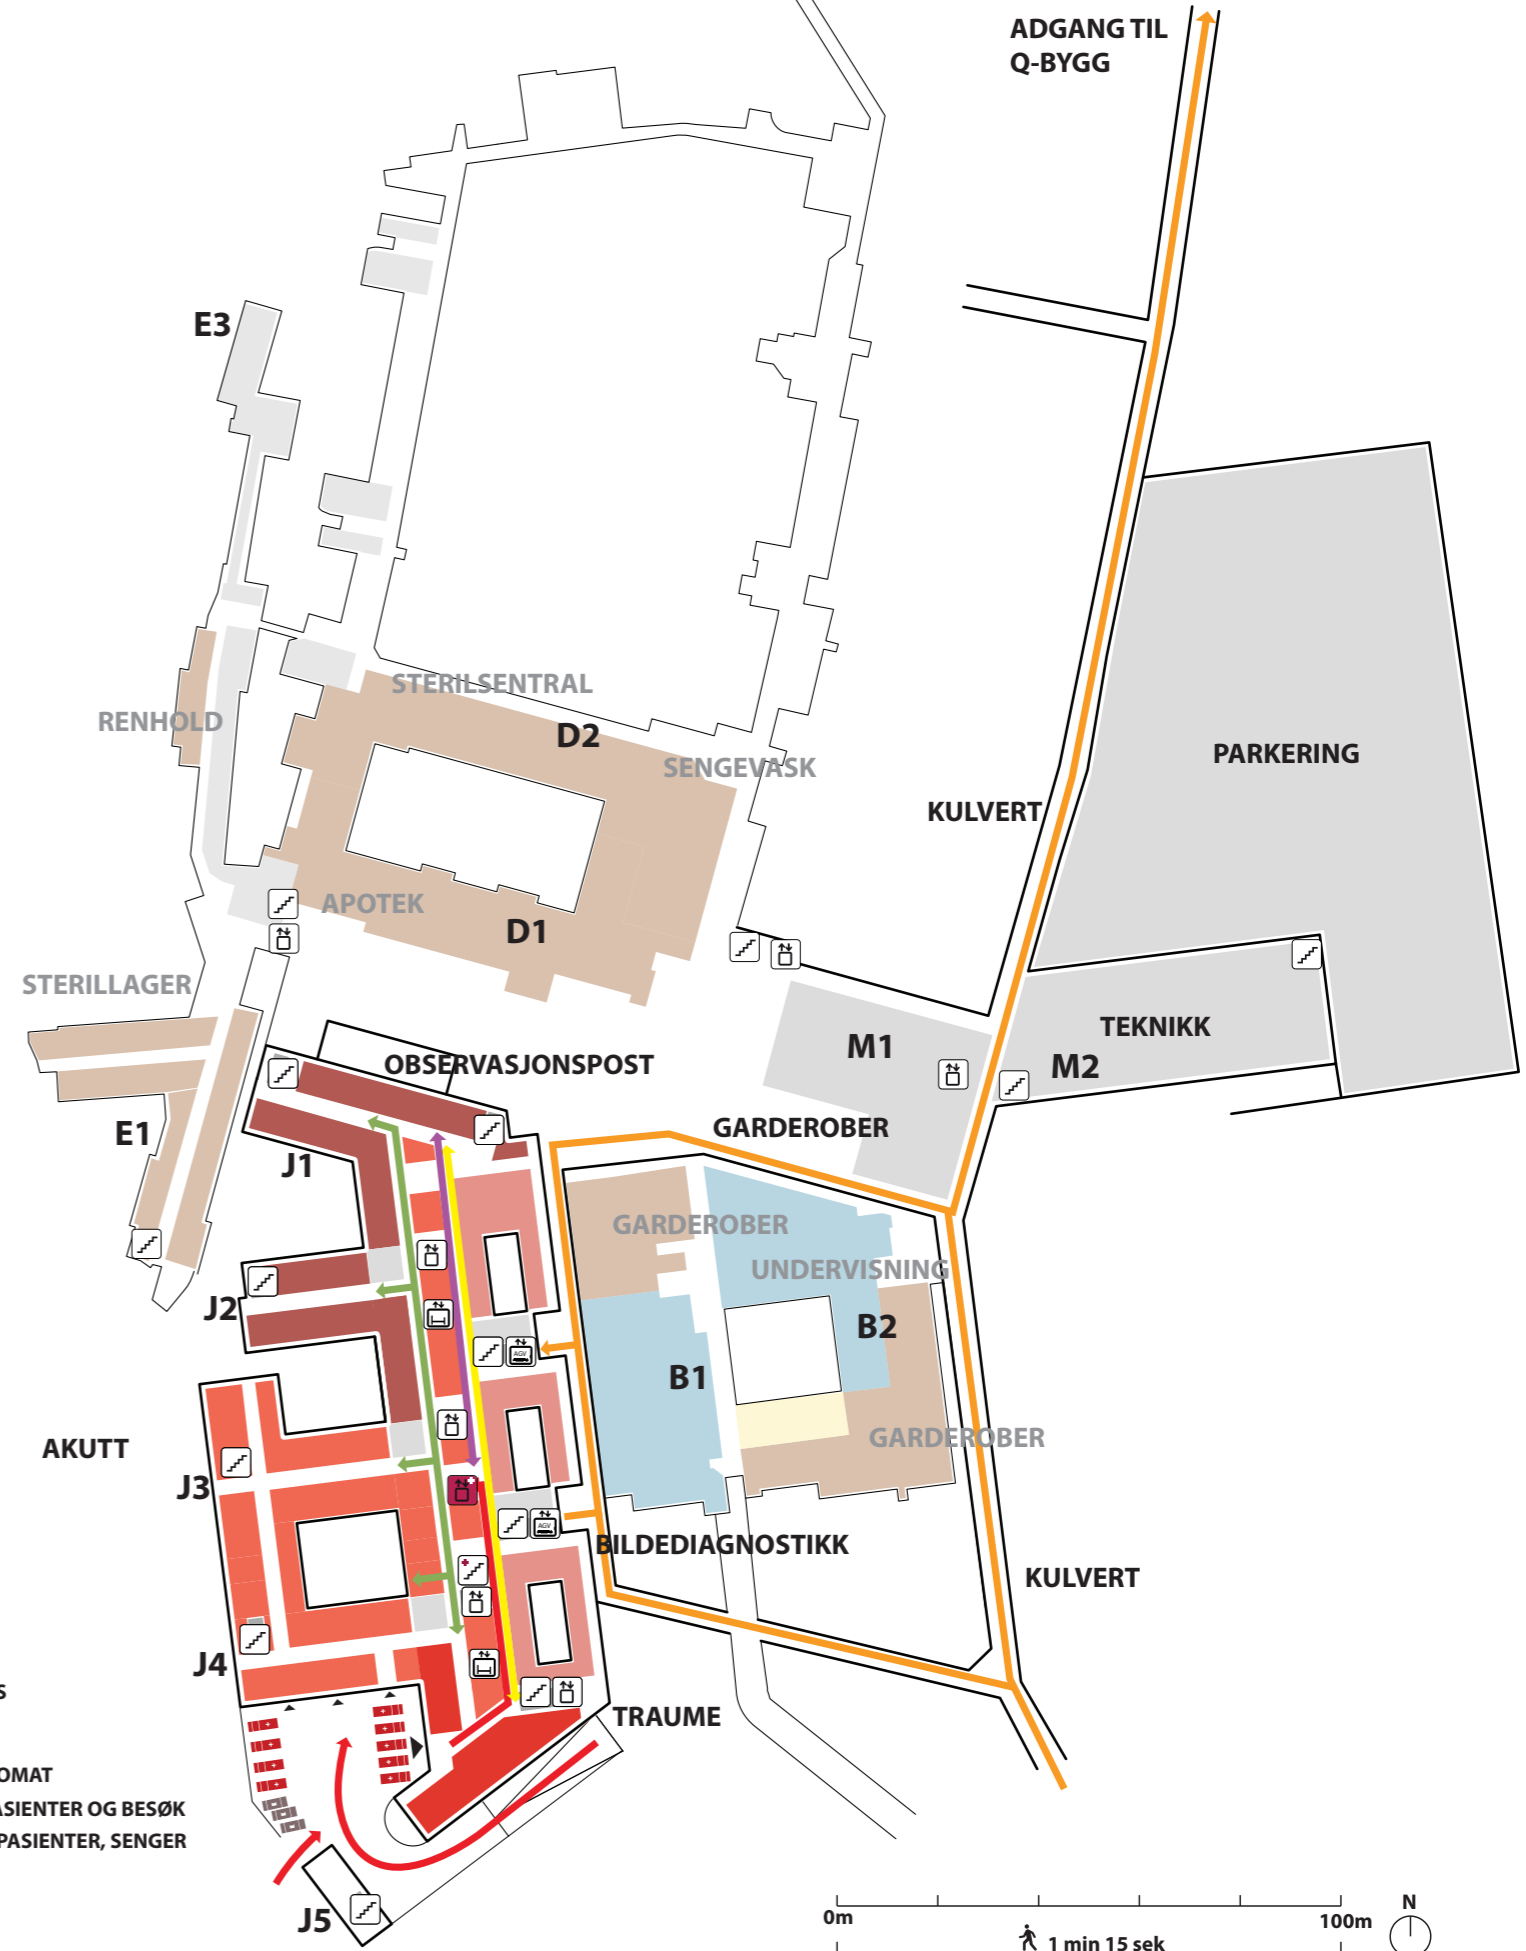 ADGANG TIL
Q-BYGG
E3
STERILSENTRAL
RENHOLD
D2
SENGEVASK
PARKERING
KULVERT
APOTEK
D1
STERILLAGER
TEKNIKK
M1
OBSERVASJONSPOST
M2
GARDEROBER
E1
J1
GARDEROBER
UNDERVISNING
J2
B2
AGV
B1
AKUTT
GARDEROBER
J3
AGV
BILDEDIAGNOSTIKK
KULVERT
J4
S
TRAUME
OMAT
ASIENTER OG BESØK
PASIENTER, SENGER
J5
0m
100m
N
1 min 15 sek